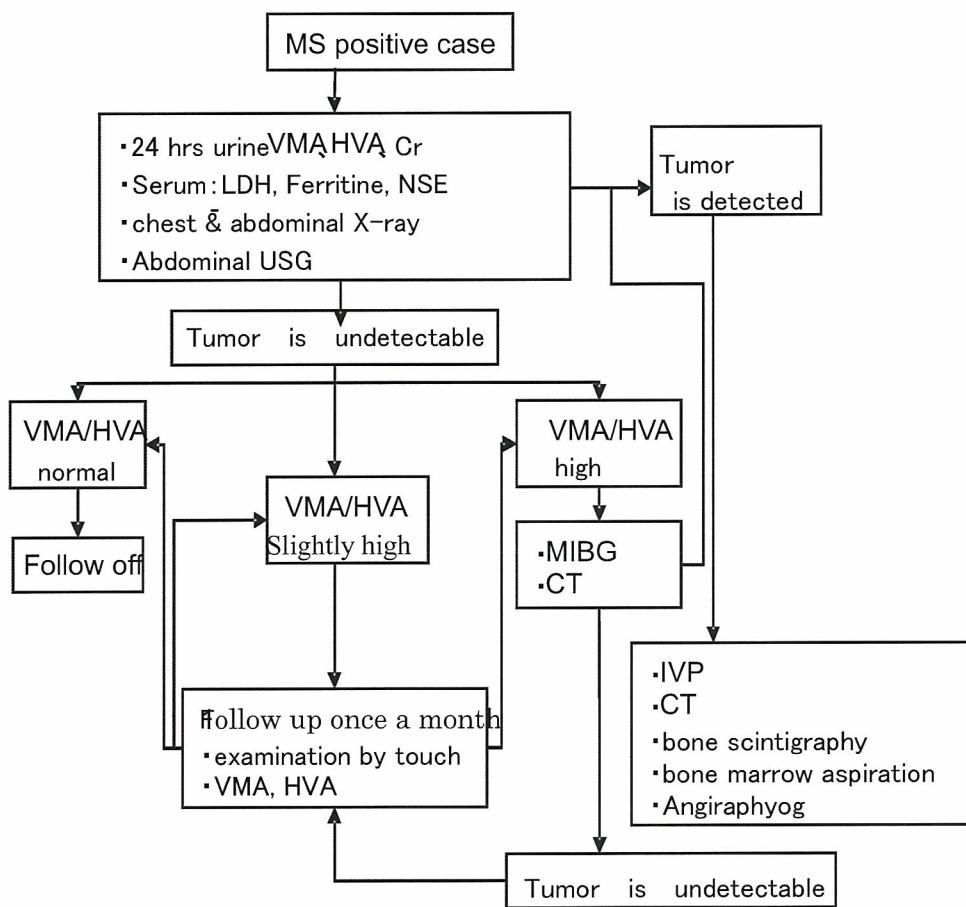 MS positive case
・24 hrs urine VMA、HVA、Cr
・Serum：LDH, Ferritine, NSE
・chest & abdominal X-ray
・Abdominal USG
Tumor
is detected
Tumor is undetectable
VMA/HVA
normal
VMA/HVA
Slightly high
VMA/HVA
high
Follow off
・MIBG
・CT
Follow up once a month
・examination by touch
・VMA, HVA
・IVP
・CT
・bone scintigraphy
・bone marrow aspiration
・Angiraphyog
Tumor is undetectable